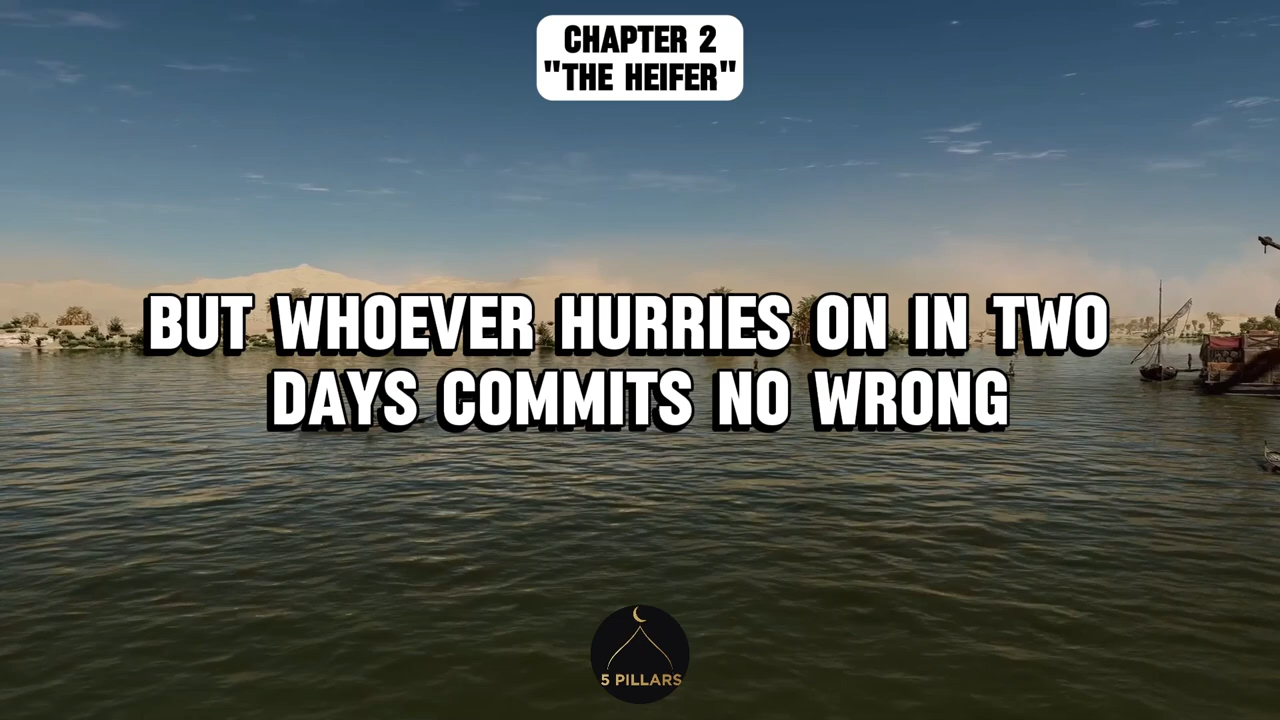 CHAPTER 2
"THE HEIFER"
BUT WHOEVER HURRIES ON IN TWO
DAYS COMMITS NO WRONG
5 PILLARS